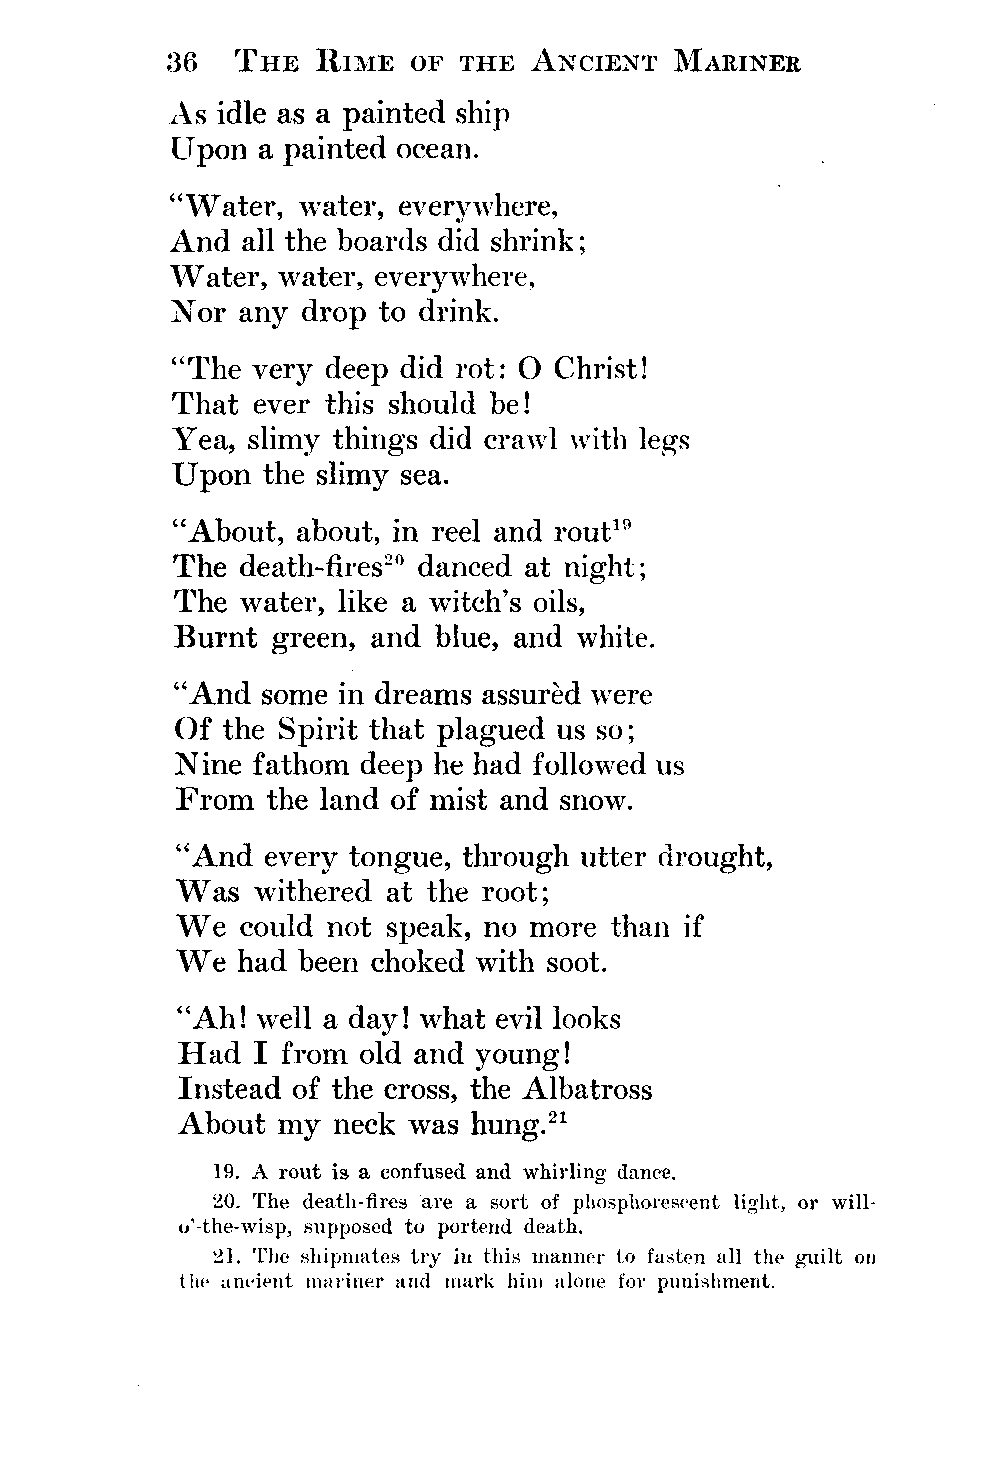 36 THE RIME OF THE ANCIENT MARINER
As idle as a painted ship
Upon a painted ocean.
“Water, water, everywhere,
And all the boards did shrink;
Water, water, everywhere,
Nor any drop to drink.
“The very deep did rot: O Christ!
That ever this should be!
Yea, slimy things did crawl with legs
Upon the slimy sea.
“About, about, in reel and rout¹⁹
The death-fires²⁰ danced at night;
The water, like a witch’s oils,
Burnt green, and blue, and white.
“And some in dreams assurèd were
Of the Spirit that plagued us so;
Nine fathom deep he had followed us
From the land of mist and snow.
“And every tongue, through utter drought,
Was withered at the root;
We could not speak, no more than if
We had been choked with soot.
“Ah! well a day! what evil looks
Had I from old and young!
Instead of the cross, the Albatross
About my neck was hung.²¹
19. A rout is a confused and whirling dance.
20. The death-fires are a sort of phosphorescent light, or will-
o’-the-wisp, supposed to portend death.
21. The shipmates try in this manner to fasten all the guilt on
the ancient mariner and mark him alone for punishment.